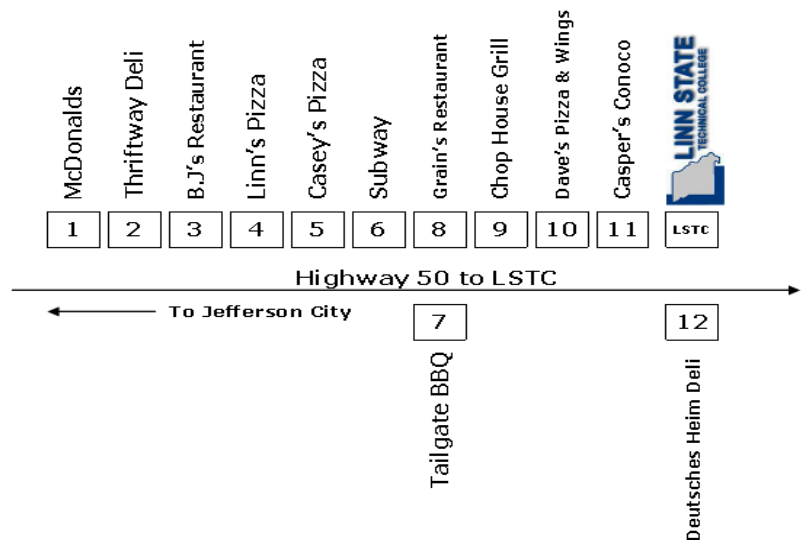 McDonalds
Thriftway Deli
B.J's Restaurant
Linn's Pizza
Casey's Pizza
Subway
Grain's Restaurant
Chop House Grill
Dave's Pizza & Wings
Casper's Conoco
LINN STATE
TECHNICAL COLLEGE
1
2
3
4
5
6
8
9
10
11
LSTC
Highway 50 to LSTC
To Jefferson City
7
12
Tailgate BBQ
Deutsches Heim Deli